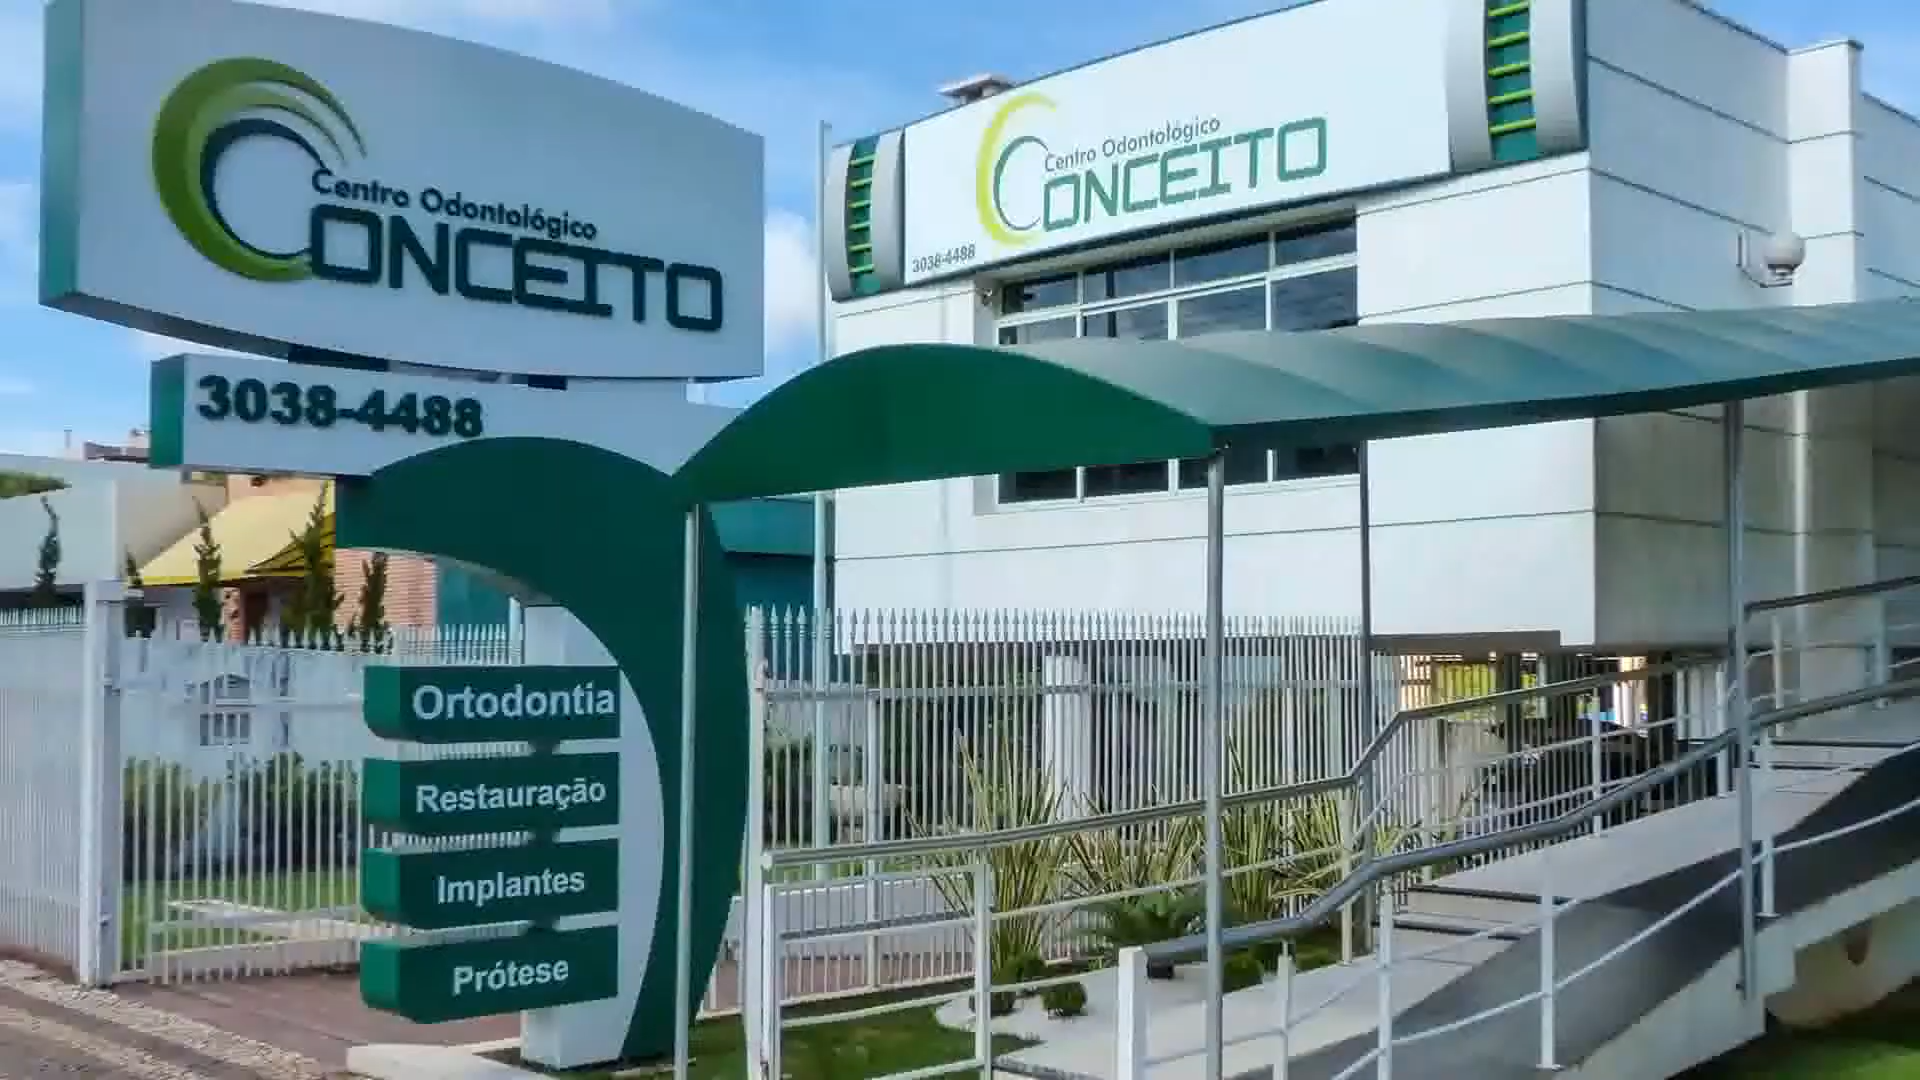 Centro Odontológico
CONCEITO
3038-4488
Ortodontia
Restauração
Implantes
Prótese
Centro Odontológico
CONCEITO
3038-4488